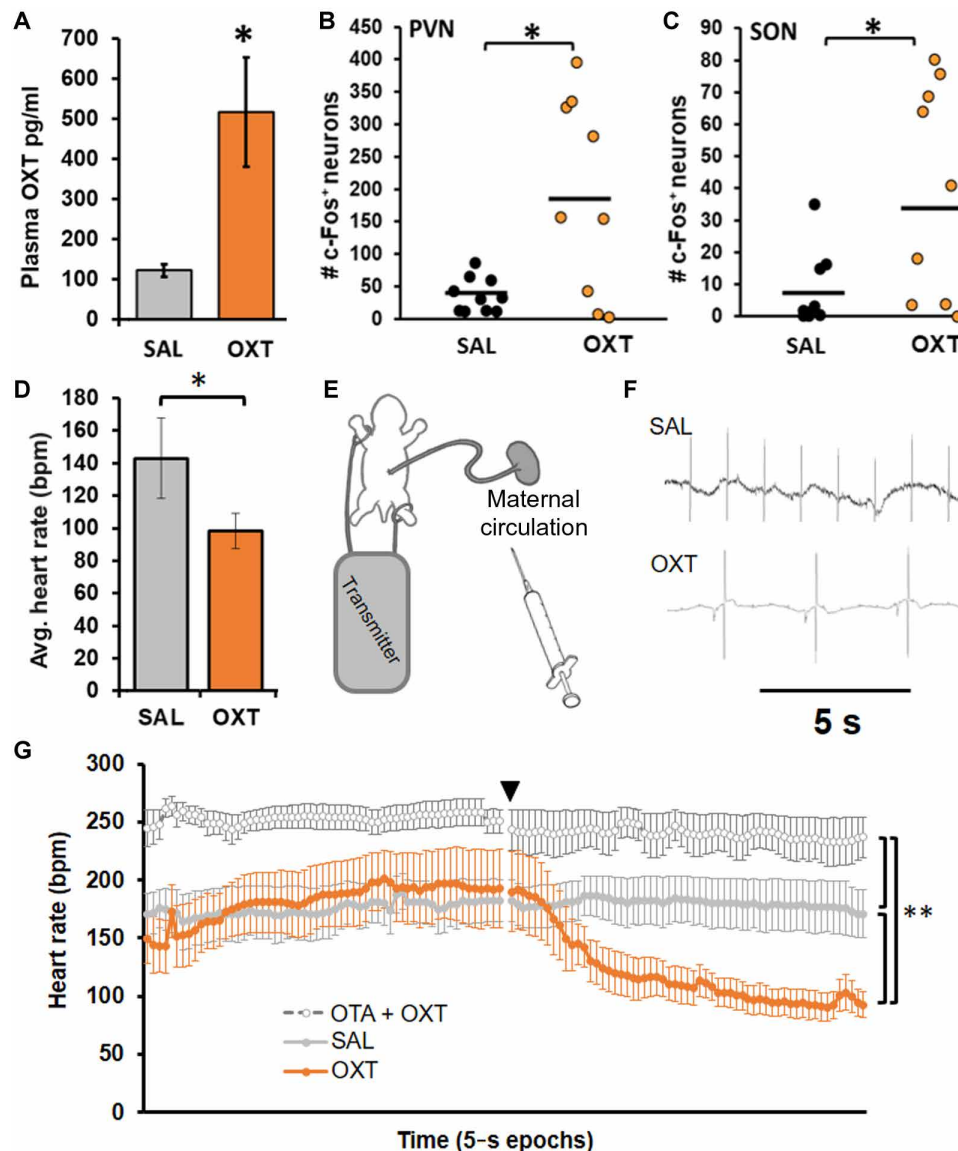 A
Plasma OXT pg/ml
700
600
500
400
300
200
100
0
*
SAL OXT
B
PVN
# c-Fos⁺ neurons
450
400
350
300
250
200
150
100
50
0
*
SAL OXT
C
SON
# c-Fos⁺ neurons
90
80
70
60
50
40
30
20
10
0
*
SAL OXT
D
Avg. heart rate (bpm)
180
160
140
120
100
80
60
40
20
0
*
SAL OXT
E
Maternal
circulation
Transmitter
F
SAL
OXT
5 s
G
Heart rate (bpm)
300
250
200
150
100
50
0
OTA + OXT
SAL
OXT
**
Time (5-s epochs)